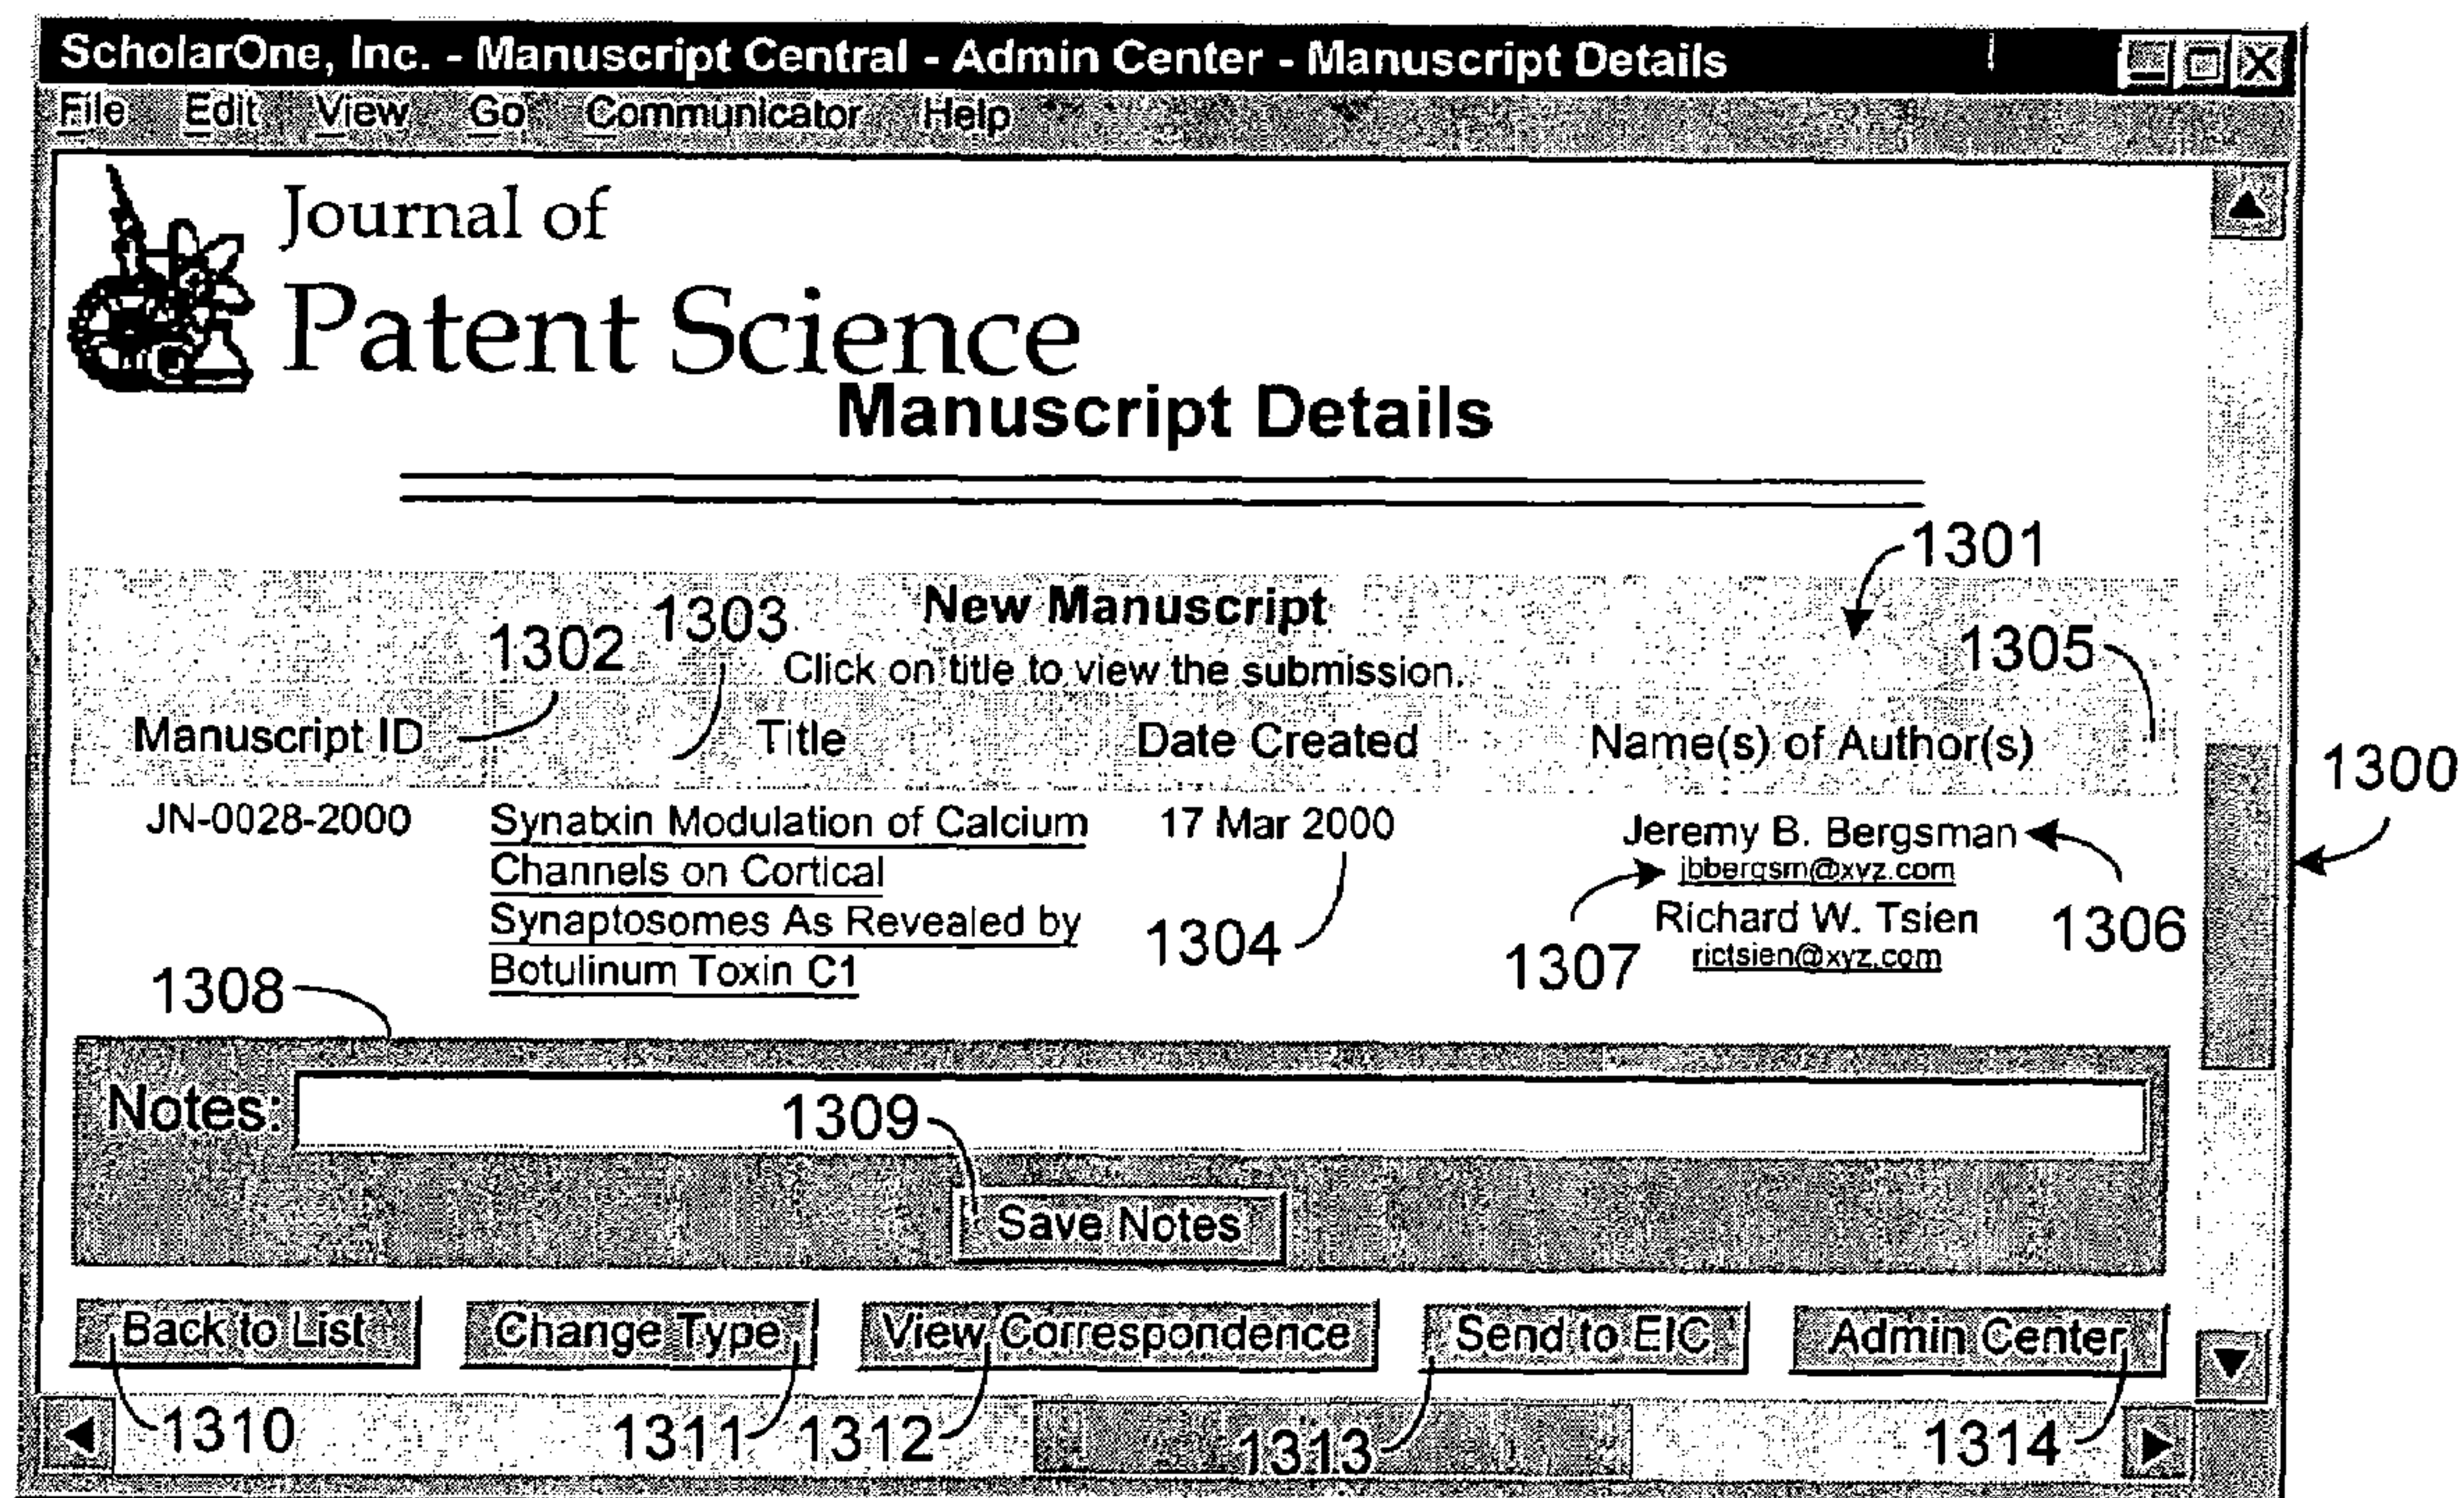 ScholarOne, Inc. - Manuscript Central - Admin Center - Manuscript Details
File Edit View Go Communicator Help
Journal of
Patent Science
Manuscript Details
1301
New Manuscript
1302 1303 1305
Click on title to view the submission.
Manuscript ID Title Date Created Name(s) of Author(s)
1300
JN-0028-2000 Synatxin Modulation of Calcium 17 Mar 2000 Jeremy B. Bergsman
Channels on Cortical jbbergsm@xyz.com
Synaptosomes As Revealed by 1304 Richard W. Tsien 1306
Botulinum Toxin C1 1307 rictsien@xyz.com
1308
Notes:
1309
Save Notes
Back to List Change Type View Correspondence Send to EIC Admin Center
1310 1311 1312 1313 1314